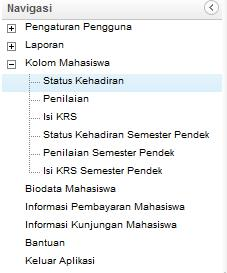 Navigasi
Pengaturan Pengguna
Laporan
Kolom Mahasiswa
Status Kehadiran
Penilaian
Isi KRS
Status Kehadiran Semester Pendek
Penilaian Semester Pendek
Isi KRS Semester Pendek
Biodata Mahasiswa
Informasi Pembayaran Mahasiswa
Informasi Kunjungan Mahasiswa
Bantuan
Keluar Aplikasi